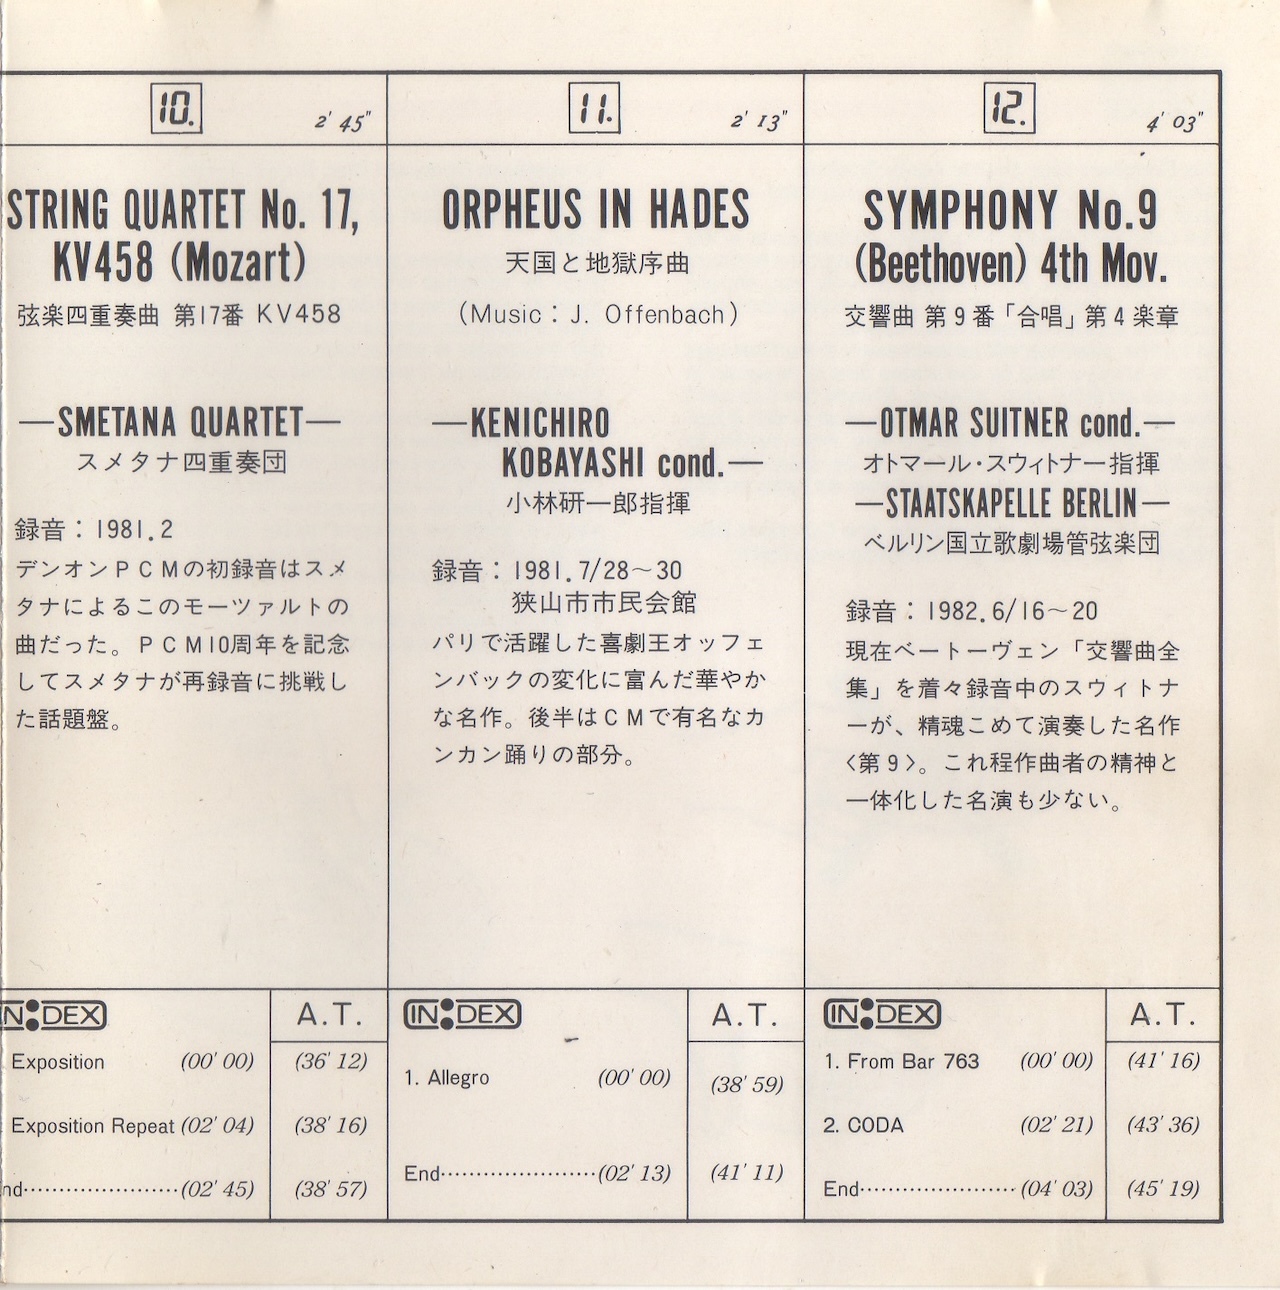 10.
2' 45"
STRING QUARTET No. 17,
KV458 (Mozart)
弦楽四重奏曲 第17番 KV458
—SMETANA QUARTET—
スメタナ四重奏団
録音：1981.2
デンオンPCMの初録音はスメ
タナによるこのモーツァルトの
曲だった。PCM10周年を記念
してスメタナが再録音に挑戦し
た話題盤。
INDEX
A.T.
Exposition (00' 00) (36' 12)
Exposition Repeat (02' 04) (38' 16)
nd····················(02' 45) (38' 57)
11.
2' 13"
ORPHEUS IN HADES
天国と地獄序曲
(Music：J. Offenbach)
—KENICHIRO
KOBAYASHI cond.—
小林研一郎指揮
録音：1981.7/28～30
狭山市市民会館
パリで活躍した喜劇王オッフェ
ンバックの変化に富んだ華やか
な名作。後半はCMで有名なカ
ンカン踊りの部分。
INDEX
A.T.
1. Allegro (00' 00) (38' 59)
End····················(02' 13) (41' 11)
12.
4' 03"
SYMPHONY No.9
(Beethoven) 4th Mov.
交響曲 第9番「合唱」第4楽章
—OTMAR SUITNER cond.—
オトマール・スウィトナー指揮
—STAATSKAPELLE BERLIN—
ベルリン国立歌劇場管弦楽団
録音：1982.6/16～20
現在ベートーヴェン「交響曲全
集」を着々録音中のスウィトナ
ーが、精魂こめて演奏した名作
〈第9〉。これ程作曲者の精神と
一体化した名演も少ない。
INDEX
A.T.
1. From Bar 763 (00' 00) (41' 16)
2. CODA (02' 21) (43' 36)
End····················(04' 03) (45' 19)